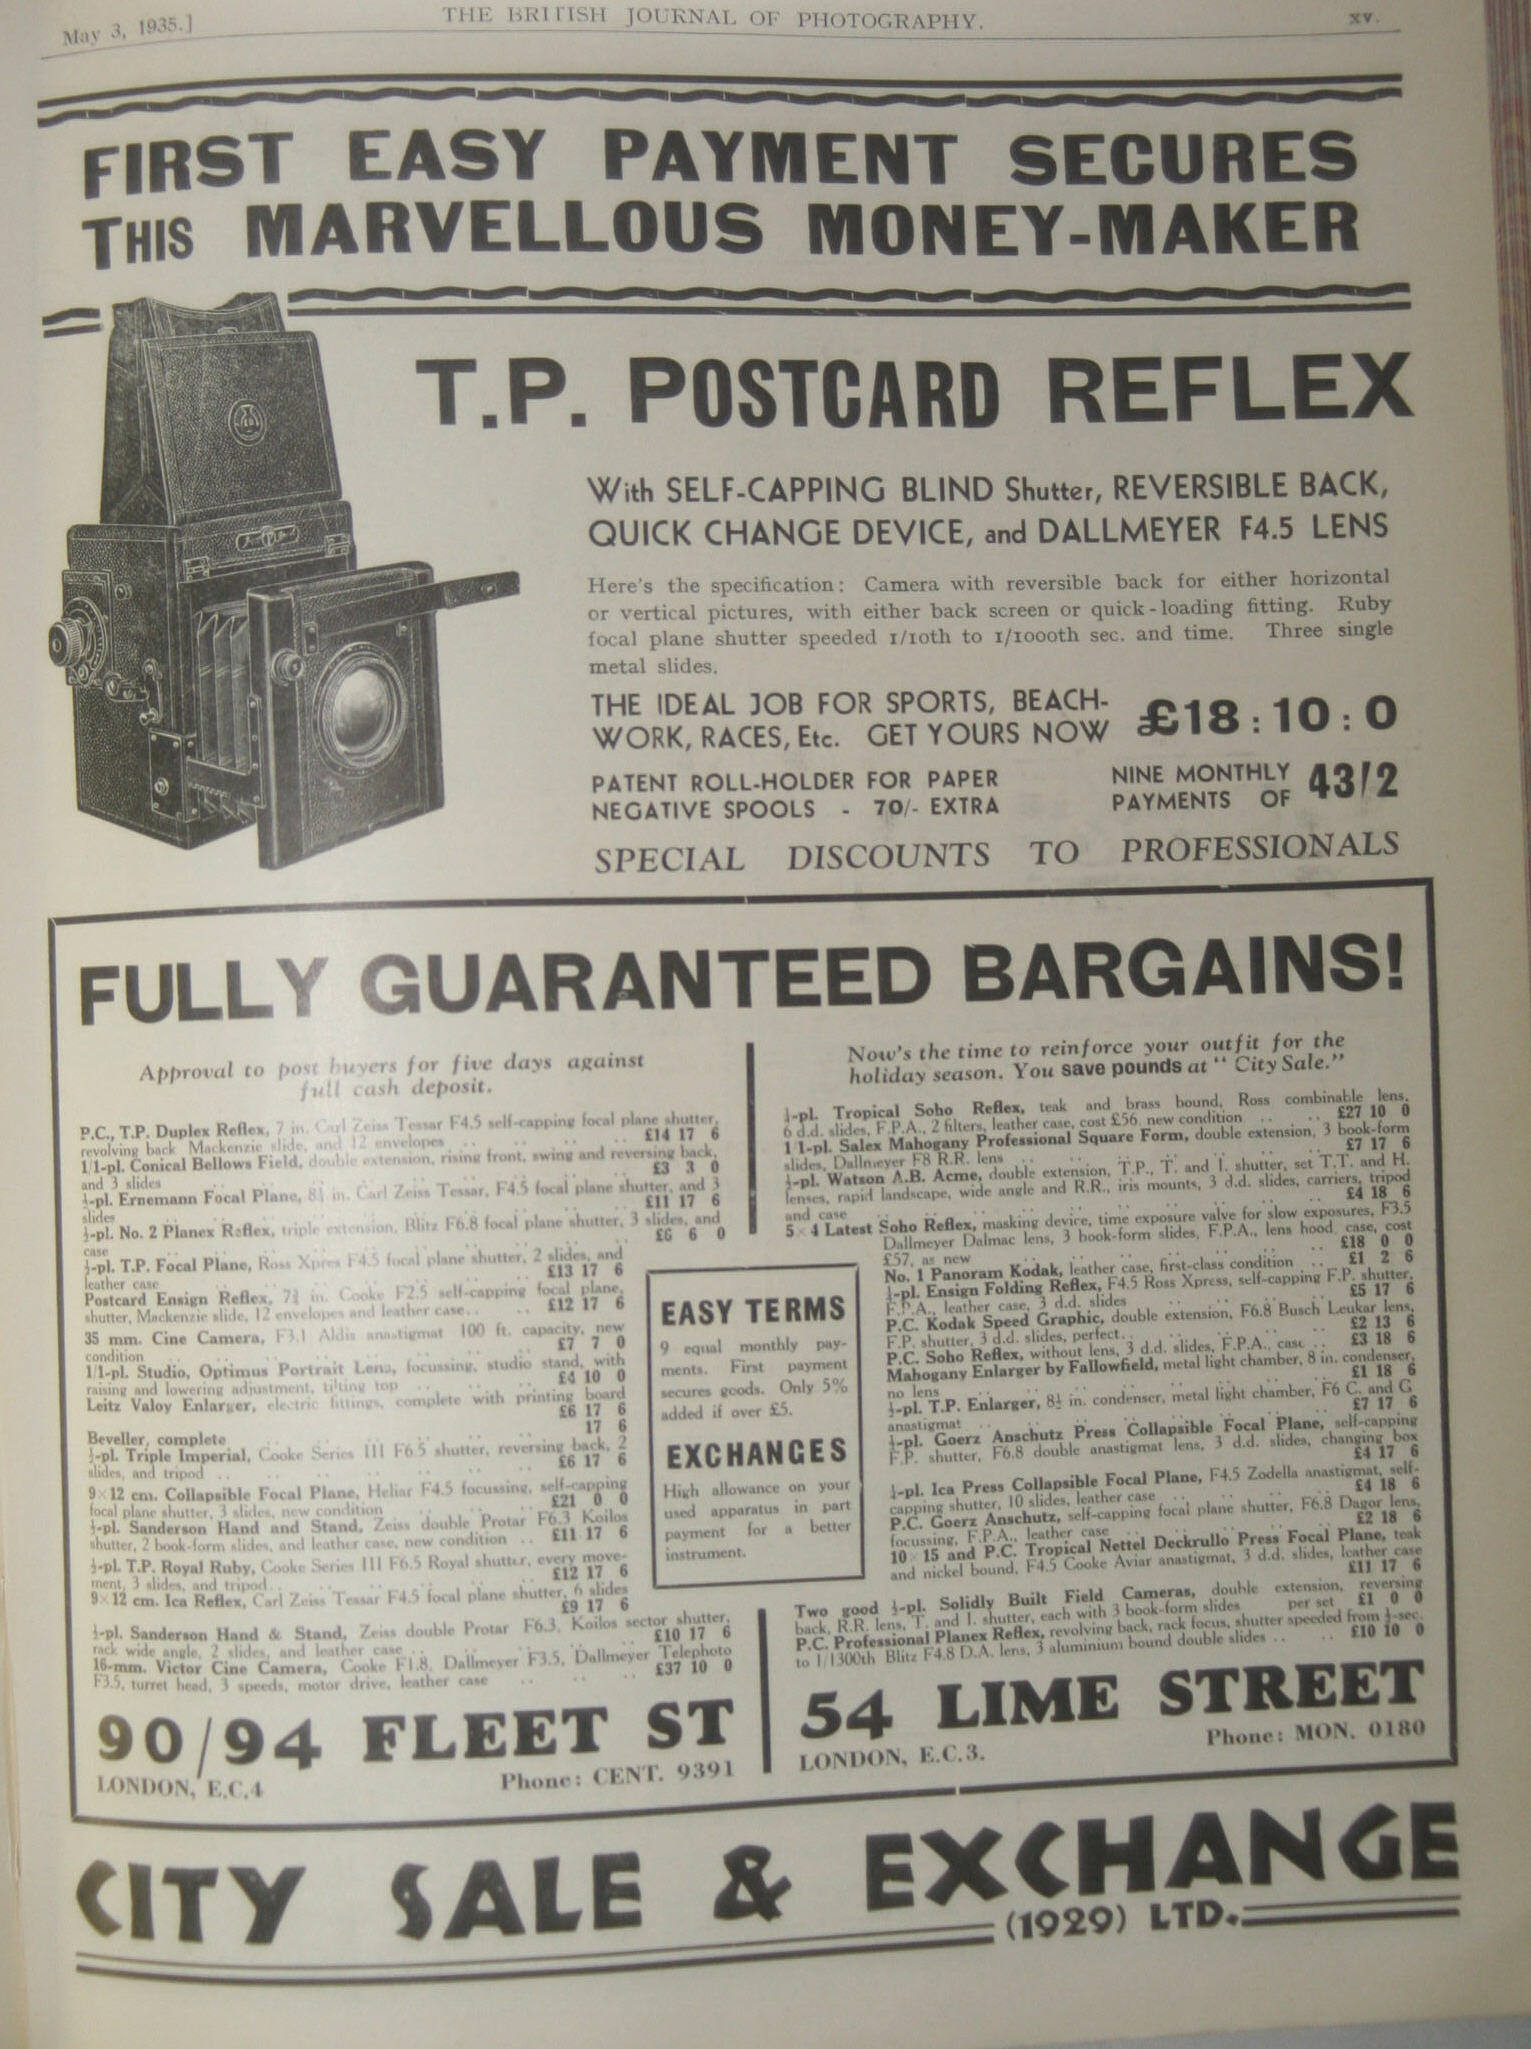 May 3, 1935.]
THE BRITISH JOURNAL OF PHOTOGRAPHY.
xv.
FIRST EASY PAYMENT SECURES
THIS MARVELLOUS MONEY-MAKER
T.P. POSTCARD REFLEX
With SELF-CAPPING BLIND Shutter, REVERSIBLE BACK,
QUICK CHANGE DEVICE, and DALLMEYER F4.5 LENS
Here's the specification: Camera with reversible back for either horizontal
or vertical pictures, with either back screen or quick-loading fitting. Ruby
focal plane shutter speeded 1/10th to 1/1000th sec. and time. Three single
metal slides.
THE IDEAL JOB FOR SPORTS, BEACH-
WORK, RACES, Etc. GET YOURS NOW
£18:10:0
PATENT ROLL-HOLDER FOR PAPER
NEGATIVE SPOOLS - 70/- EXTRA
NINE MONTHLY
PAYMENTS OF
43/2
SPECIAL DISCOUNTS TO PROFESSIONALS
FULLY GUARANTEED BARGAINS!
Approval to post buyers for five days against
full cash deposit.
P.C., T.P. Duplex Reflex, 7 in. Carl Zeiss Tessar F4.5 self-capping focal plane shutter,
revolving back Mackenzie slide, and 12 envelopes .. £14 17 6
1/1-pl. Conical Bellows Field, double extension, rising front, swing and reversing back,
and 3 slides .. £3 3 0
½-pl. Ernemann Focal Plane, 8¼ in. Carl Zeiss Tessar, F4.5 focal plane shutter, and 3
slides .. £11 17 6
No. 2 Planex Reflex, triple extension, Blitz F6.8 focal plane shutter, 3 slides, and
case .. £6 6 0
T.P. Focal Plane, Ross Xpres F4.5 focal plane shutter, 2 slides, and
leather case .. £13 17 6
Postcard Ensign Reflex, 7¾ in. Cooke F2.5 self-capping focal plane,
shutter, Mackenzie slide, 12 envelopes and leather case.. £12 17 6
35 mm. Cine Camera, F3.1 Aldis anastigmat 100 ft. capacity, new
condition .. £7 7 0
1/1-pl. Studio, Optimus Portrait Lens, focussing, studio stand, with
raising and lowering adjustment, tilting top .. £4 10 0
Leitz Valoy Enlarger, electric fittings, complete with printing board
£6 17 6
Beveller, complete .. 17 6
Triple Imperial, Cooke Series III F6.5 shutter, reversing back, 2
slides, and tripod .. £6 17 6
9×12 cm. Collapsible Focal Plane, Heliar F4.5 focussing, self-capping
focal plane shutter, 3 slides, new condition .. £21 0 0
Sanderson Hand and Stand, Zeiss double Protar F6.3 Koilos
shutter, 2 book-form slides, and leather case, new condition .. £11 17 6
T.P. Royal Ruby, Cooke Series III F6.5 Royal shutter, every move-
ment, 3 slides, and tripod.. £12 17 6
9×12 cm. Ica Reflex, Carl Zeiss Tessar F4.5 focal plane shutter, 6 slides
£9 17 6
Sanderson Hand & Stand, Zeiss double Protar F6.3, Koilos sector shutter,
rack wide angle, 2 slides, and leather case .. £10 17 6
16-mm. Victor Cine Camera, Cooke F1.8, Dallmeyer F3.5, Dallmeyer Telephoto
F3.5, turret head, 3 speeds, motor drive, leather case .. £37 10 0
90/94 FLEET ST
LONDON, E.C.4
Phone: CENT. 9391
EASY TERMS
9 equal monthly pay-
ments. First payment
secures goods. Only 5%
added if over £5.
EXCHANGES
High allowance on your
used apparatus in part
payment for a better
instrument.
Now's the time to reinforce your outfit for the
holiday season. You save pounds at "City Sale."
Tropical Soho Reflex, teak and brass bound, Ross combinable lens,
6 d.d. slides, F.P.A., 2 filters, leather case, cost £56, new condition .. £27 10 0
1/1-pl. Salex Mahogany Professional Square Form, double extension, 3 book-form
slides, Dallmeyer F8 R.R. lens .. £7 17 6
Watson A.B. Acme, double extension, T.P., T. and I. shutter, set T.T. and H.
lenses, rapid landscape, wide angle and R.R., iris mounts, 3 d.d. slides, carriers, tripod
and case .. £4 18 6
5×4 Latest Soho Reflex, masking device, time exposure valve for slow exposures, F3.5
Dallmeyer Dalmac lens, 3 book-form slides, F.P.A., lens hood, case, cost
£57, as new .. £18 0 0
No. 1 Panoram Kodak, leather case, first-class condition .. £1 2 6
Ensign Folding Reflex, F4.5 Ross Xpress, self-capping F.P. shutter,
F.P.A., leather case, 3 d.d. slides .. £5 17 6
P.C. Kodak Speed Graphic, double extension, F6.8 Busch Leukar lens,
F.P. shutter, 3 d.d. slides, perfect.. £2 13 6
P.C. Soho Reflex, without lens, 3 d.d. slides, F.P.A., case .. £3 18 6
Mahogany Enlarger by Fallowfield, metal light chamber, 8 in. condenser,
no lens .. £1 18 6
T.P. Enlarger, 8½ in. condenser, metal light chamber, F6 C. and G
anastigmat .. £7 17 6
Goerz Anschutz Press Collapsible Focal Plane, self-capping
F.P. shutter, F6.8 double anastigmat lens, 3 d.d. slides, changing box
£4 17 6
Ica Press Collapsible Focal Plane, F4.5 Zodella anastigmat, self-
capping shutter, 10 slides, leather case .. £4 18 6
P.C. Goerz Anschutz, self-capping focal plane shutter, F6.8 Dagor lens,
focussing, F.P.A., leather case .. £2 18 6
10×15 and P.C. Tropical Nettel Deckrullo Press Focal Plane, teak
and nickel bound, F4.5 Cooke Aviar anastigmat, 3 d.d. slides, leather case
£11 17 6
Two good ½-pl. Solidly Built Field Cameras, double extension, reversing
back, R.R. lens, T. and I. shutter, each with 3 book-form slides per set £1 0 0
P.C. Professional Planex Reflex, revolving back, rack focus, shutter speeded from ½-sec.
to 1/1300th Blitz F4.8 D.A. lens, 3 aluminium bound double slides .. £10 10 0
54 LIME STREET
LONDON, E.C.3.
Phone: MON. 0180
CITY SALE & EXCHANGE
(1929) LTD.